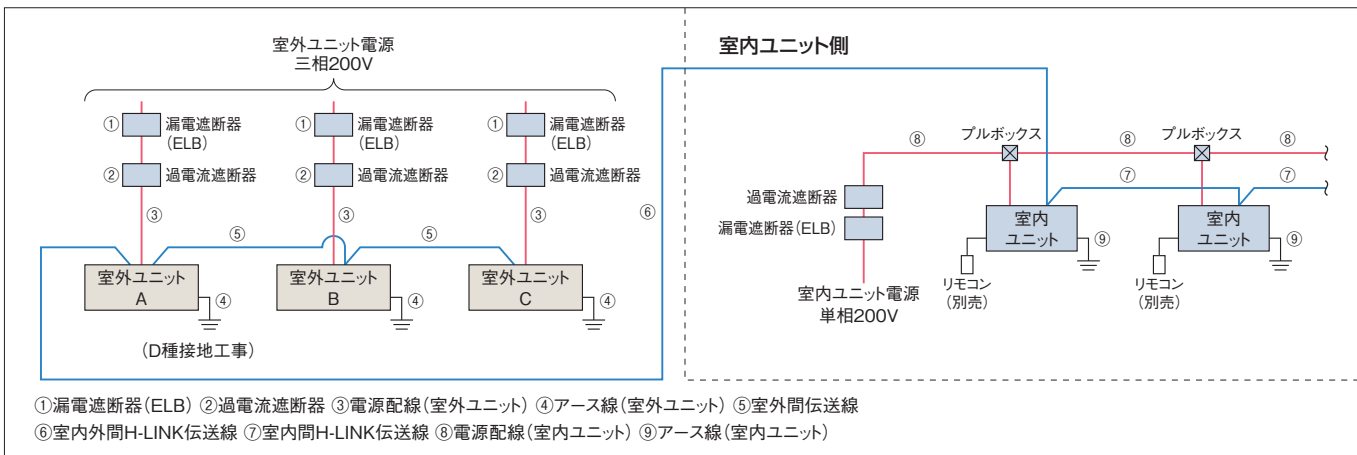 室外ユニット電源
三相200V
室内ユニット側
① 漏電遮断器
(ELB)
① 漏電遮断器
(ELB)
① 漏電遮断器
(ELB)
② 過電流遮断器
② 過電流遮断器
② 過電流遮断器
③
③
③
⑥
⑤
⑤
室外ユニット
A
④
室外ユニット
B
④
室外ユニット
C
④
(D種接地工事)
⑧
プルボックス
⑧
プルボックス
⑧
過電流遮断器
漏電遮断器(ELB)
⑦
⑦
室内
ユニット
⑨
室内
ユニット
⑨
リモコン
(別売)
リモコン
(別売)
室内ユニット電源
単相200V
①漏電遮断器(ELB) ②過電流遮断器 ③電源配線(室外ユニット) ④アース線(室外ユニット) ⑤室外間伝送線
⑥室内外間H-LINK伝送線 ⑦室内間H-LINK伝送線 ⑧電源配線(室内ユニット) ⑨アース線(室内ユニット)